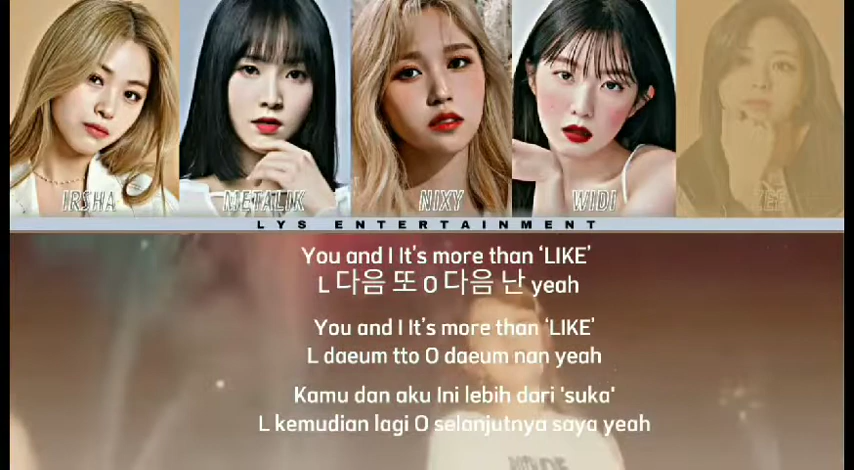 IRSHA METALIK NIXY WIDI
LYS ENTERTAINMENT
You and I It's more than ‘LIKE’
L 다음 또 O 다음 난 yeah
You and I It's more than ‘LIKE’
L daeum tto O daeum nan yeah
Kamu dan aku Ini lebih dari 'suka'
L kemudian lagi O selanjutnya saya yeah